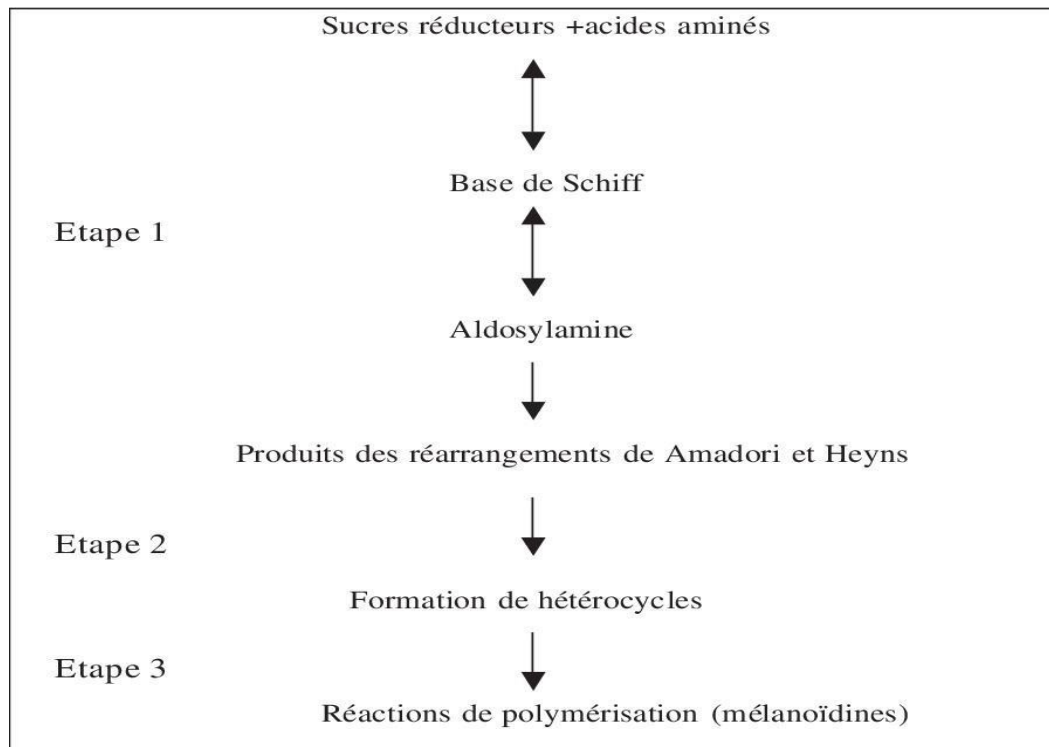 Sucres réducteurs +acides aminés
Base de Schiff
Etape 1
Aldosylamine
Produits des réarrangements de Amadori et Heyns
Etape 2
Formation de hétérocycles
Etape 3
Réactions de polymérisation (mélanoïdines)